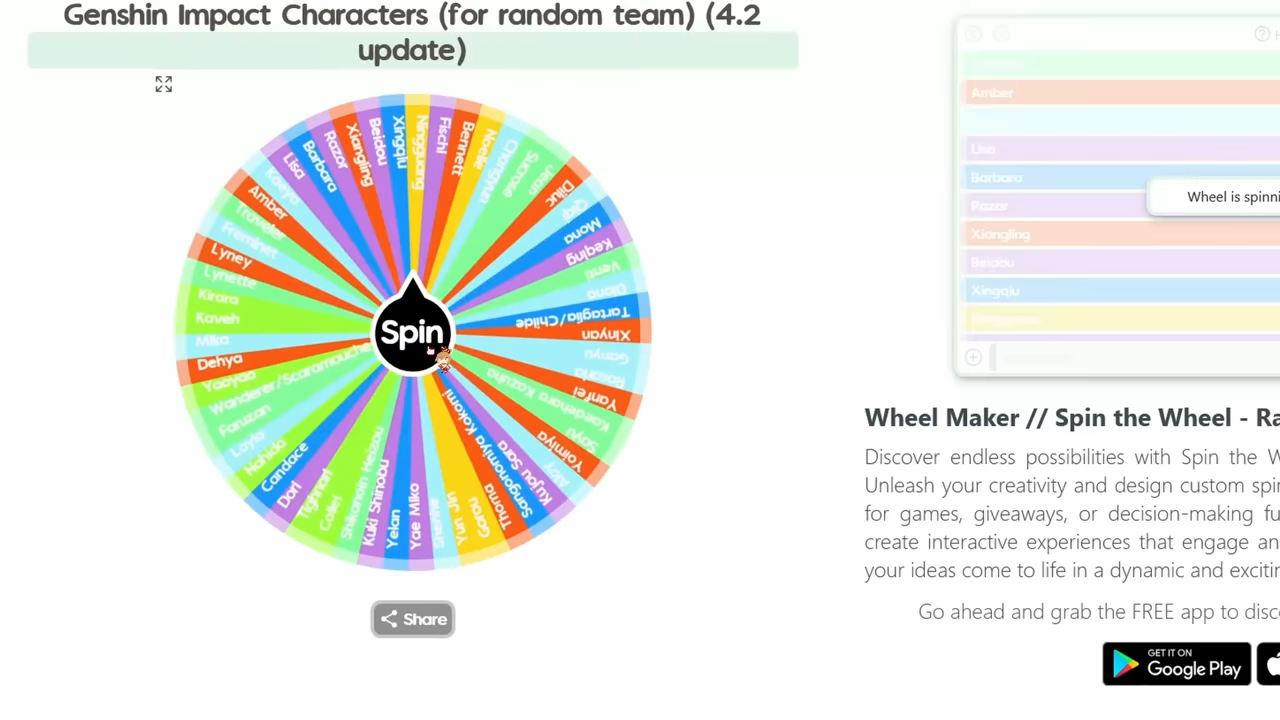 Genshin Impact Characters (for random team) (4.2
update)
Ningguang
Fischl
Bennett
Noelle
Chongyun
Sucrose
Jean
Diluc
Qiqi
Mona
Keqing
Venti
Diona
Tartaglia/Childe
Xinyan
Ganyu
Rosaria
Yanfei
Kaedehara Kazuha
Sayu
Yoimiya
Aloy
Kujou Sara
Sangonomiya Kokomi
Thoma
Gorou
Yun Jin
Shenhe
Yae Miko
Yelan
Kuki Shinobu
Shikanoin Heizou
Collei
Tighnari
Dori
Candace
Nahida
Layla
Faruzan
Wanderer/Scaramouche
Yaoyao
Dehya
Mika
Kaveh
Kirara
Lynette
Lyney
Freminet
Traveler
Amber
Kaeya
Lisa
Barbara
Razor
Xiangling
Beidou
Xingqiu
Spin
Share
Amber
Lisa
Barbara
Razor
Wheel is spinni
Xiangling
Beidou
Xingqiu
Wheel Maker // Spin the Wheel - Ra
Discover endless possibilities with Spin the W
Unleash your creativity and design custom spin
for games, giveaways, or decision-making fu
create interactive experiences that engage an
your ideas come to life in a dynamic and excitin
Go ahead and grab the FREE app to disc
GET IT ON
Google Play